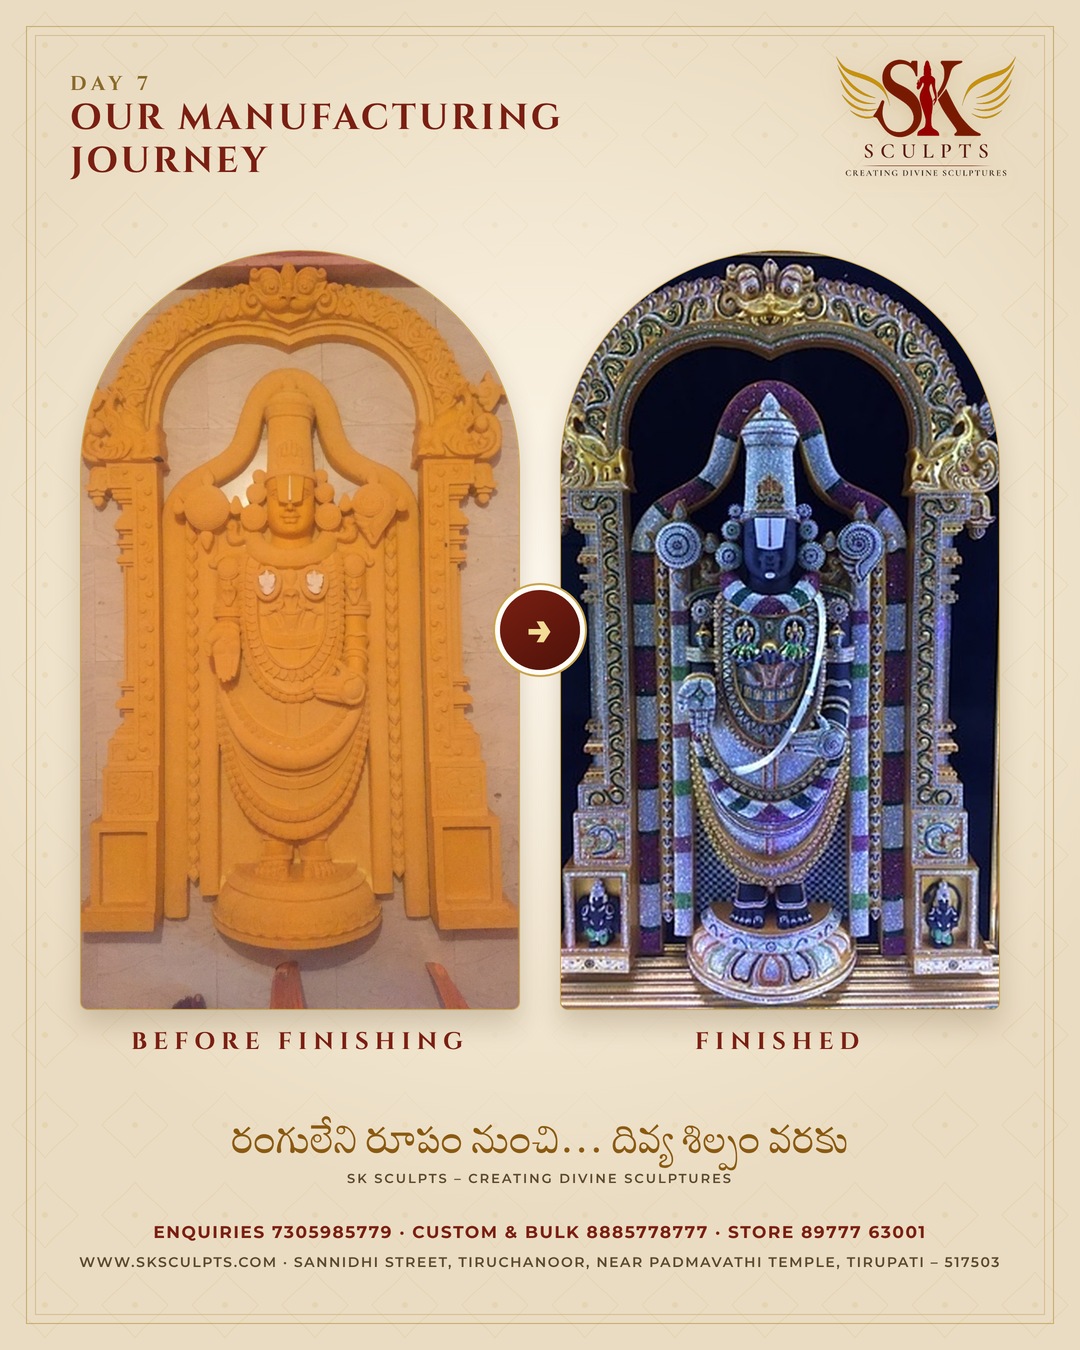 DAY 7
OUR MANUFACTURING
JOURNEY
SK
SCULPTS
CREATING DIVINE SCULPTURES
BEFORE FINISHING
FINISHED
రంగులేని రూపం నుంచి... దివ్య శిల్పం వరకు
SK SCULPTS – CREATING DIVINE SCULPTURES
ENQUIRIES 7305985779 · CUSTOM & BULK 8885778777 · STORE 89777 63001
WWW.SKSCULPTS.COM · SANNIDHI STREET, TIRUCHANOOR, NEAR PADMAVATHI TEMPLE, TIRUPATI – 517503